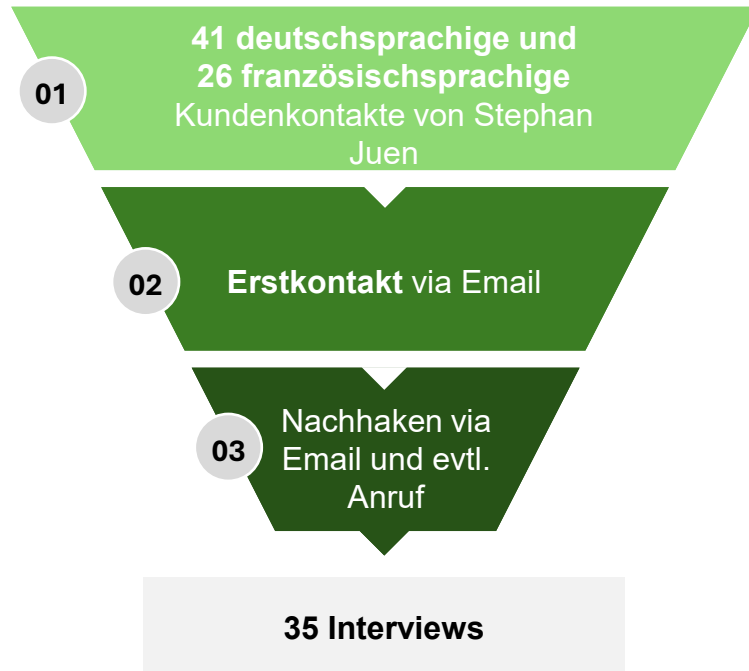 41 deutschsprachige und
26 französischsprachige
01
Kundenkontakte von Stephan
Juen
02
Erstkontakt via Email
Nachhaken via
03
Email und evtl.
Anruf
35 Interviews